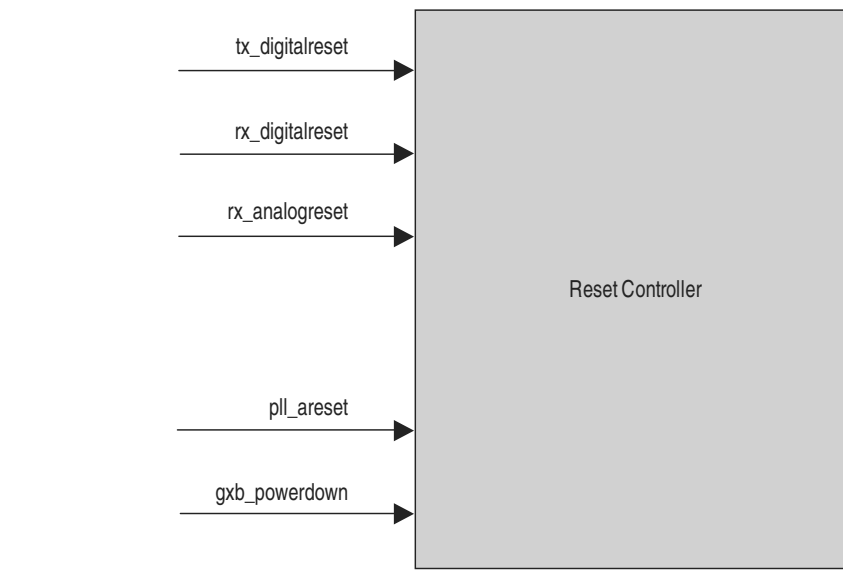 tx_digitalreset
rx_digitalreset
rx_analogreset
Reset Controller
pll_areset
gxb_powerdown